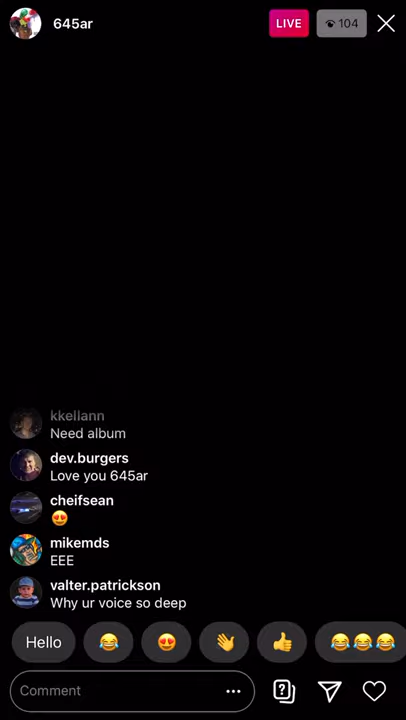 645ar
LIVE
104
kkellann
Need album
dev.burgers
Love you 645ar
cheifsean
😍
mikemds
EEE
valter.patrickson
Why ur voice so deep
Hello
😂
😍
👋
👍
😂😂😂
Comment